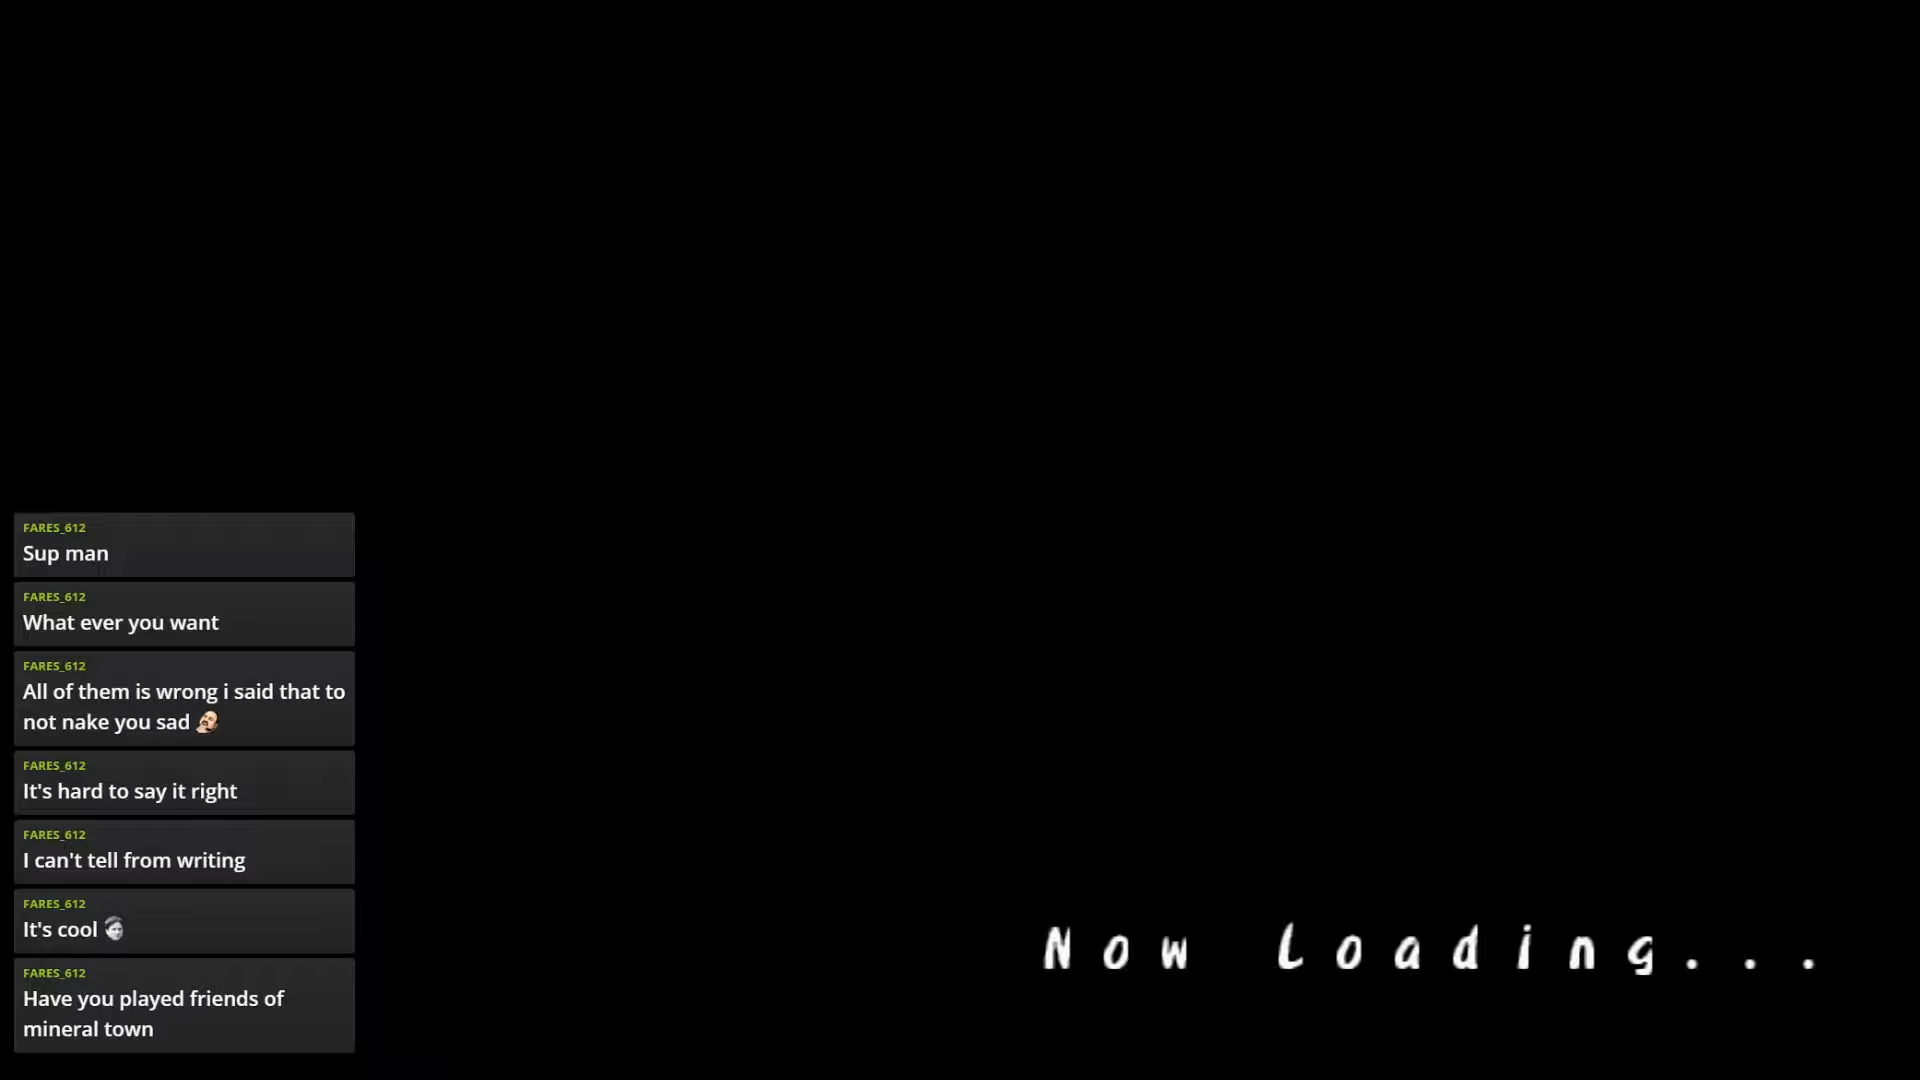 FARES_612
Sup man
FARES_612
What ever you want
FARES_612
All of them is wrong i said that to
not nake you sad
FARES_612
It's hard to say it right
FARES_612
I can't tell from writing
FARES_612
It's cool
FARES_612
Have you played friends of
mineral town
Now Loading...